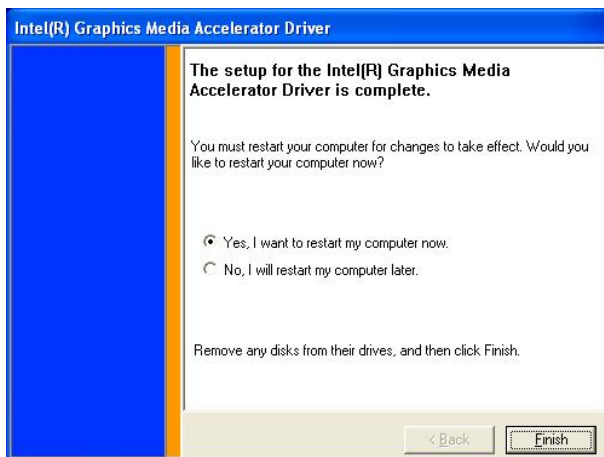 Intel(R) Graphics Media Accelerator Driver
The setup for the Intel(R) Graphics Media
Accelerator Driver is complete.
You must restart your computer for changes to take effect. Would you
like to restart your computer now?
Yes, I want to restart my computer now.
No, I will restart my computer later.
Remove any disks from their drives, and then click Finish.
< Back
Finish